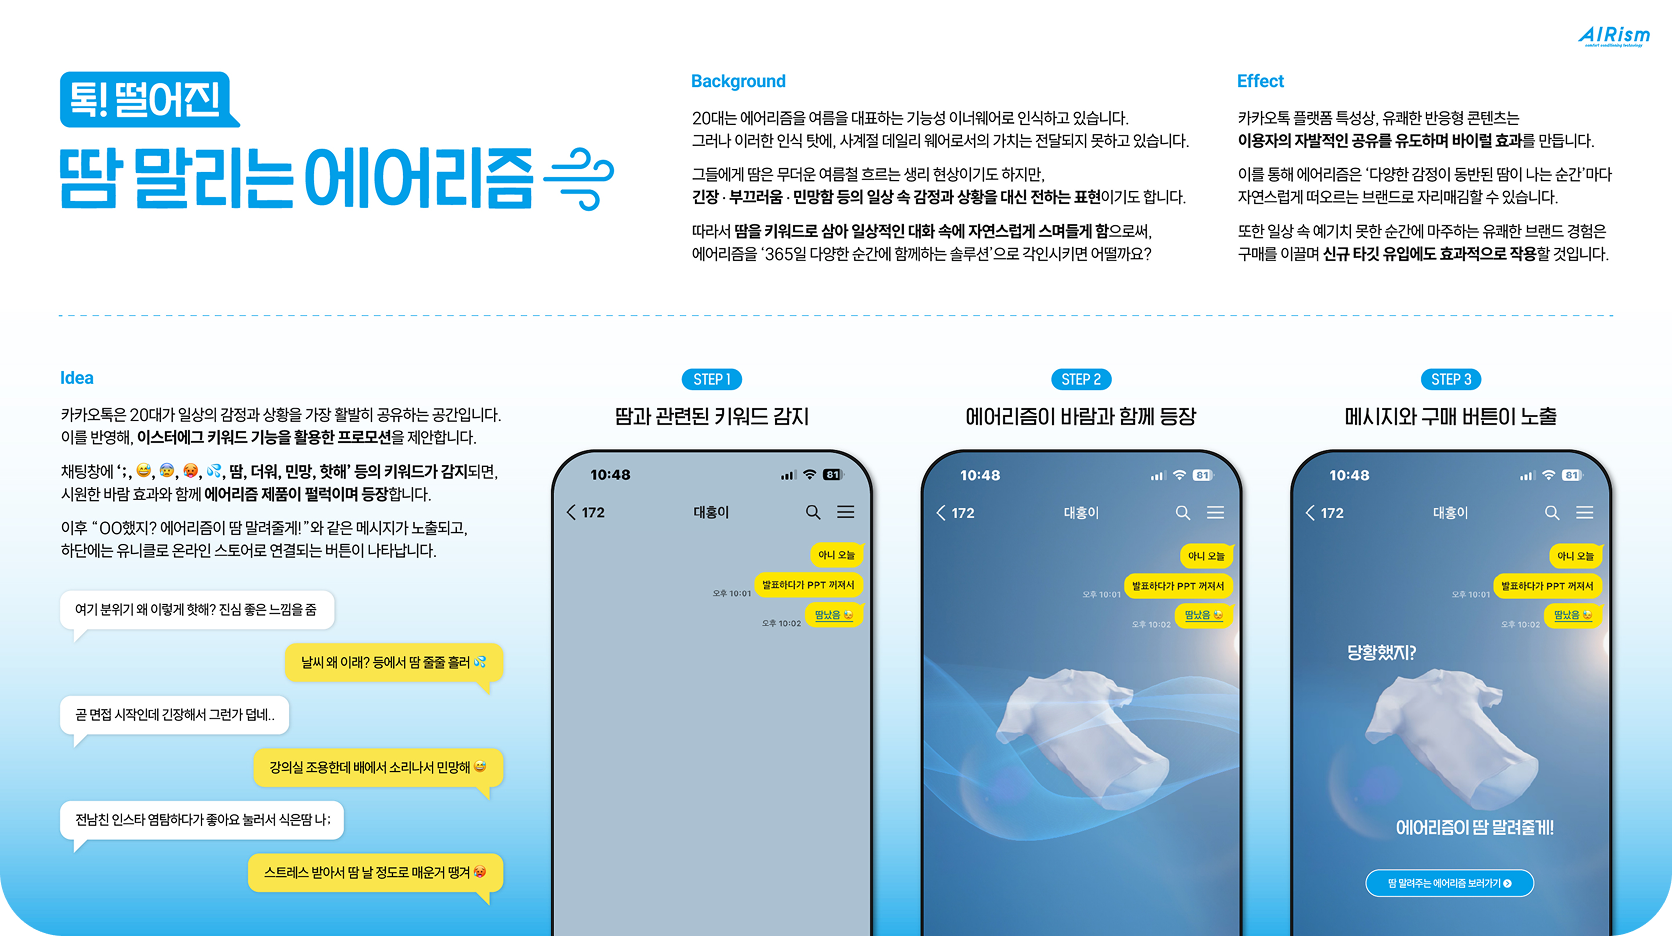 AIRism
comfort conditioning technology
톡! 떨어진
땀 말리는 에어리즘
Background
20대는 에어리즘을 여름을 대표하는 기능성 이너웨어로 인식하고 있습니다.
그러나 이러한 인식 탓에, 사계절 데일리 웨어로서의 가치는 전달되지 못하고 있습니다.
그들에게 땀은 무더운 여름철 흐르는 생리 현상이기도 하지만,
긴장 · 부끄러움 · 민망함 등의 일상 속 감정과 상황을 대신 전하는 표현이기도 합니다.
따라서 땀을 키워드로 삼아 일상적인 대화 속에 자연스럽게 스며들게 함으로써,
에어리즘을 ‘365일 다양한 순간에 함께하는 솔루션’으로 각인시키면 어떨까요?
Effect
카카오톡 플랫폼 특성상, 유쾌한 반응형 콘텐츠는
이용자의 자발적인 공유를 유도하며 바이럴 효과를 만듭니다.
이를 통해 에어리즘은 ‘다양한 감정이 동반된 땀이 나는 순간’마다
자연스럽게 떠오르는 브랜드로 자리매김할 수 있습니다.
또한 일상 속 예기치 못한 순간에 마주하는 유쾌한 브랜드 경험은
구매를 이끌며 신규 타깃 유입에도 효과적으로 작용할 것입니다.
Idea
카카오톡은 20대가 일상의 감정과 상황을 가장 활발히 공유하는 공간입니다.
이를 반영해, 이스터에그 키워드 기능을 활용한 프로모션을 제안합니다.
채팅창에 ‘;, 😅, 😰, 🥵, 💦, 땀, 더워, 민망, 핫해’ 등의 키워드가 감지되면,
시원한 바람 효과와 함께 에어리즘 제품이 펄럭이며 등장합니다.
이후 “OO했지? 에어리즘이 땀 말려줄게!”와 같은 메시지가 노출되고,
하단에는 유니클로 온라인 스토어로 연결되는 버튼이 나타납니다.
여기 분위기 왜 이렇게 핫해? 진심 좋은 느낌을 줌
날씨 왜 이래? 등에서 땀 줄줄 흘러 💦
곧 면접 시작인데 긴장해서 그런가 덥네..
강의실 조용한데 배에서 소리나서 민망해 😅
전남친 인스타 염탐하다가 좋아요 눌러서 식은땀 나;
스트레스 받아서 땀 날 정도로 매운거 땡겨 🥵
STEP 1
땀과 관련된 키워드 감지
10:48
81
172
대홍이
아니 오늘
발표하다가 PPT 꺼져서
오후 10:01
땀났음 😓
오후 10:02
STEP 2
에어리즘이 바람과 함께 등장
10:48
81
172
대홍이
아니 오늘
발표하다가 PPT 꺼져서
오후 10:01
땀났음 😓
오후 10:02
STEP 3
메시지와 구매 버튼이 노출
10:48
81
172
대홍이
아니 오늘
발표하다가 PPT 꺼져서
오후 10:01
땀났음 😓
오후 10:02
당황했지?
에어리즘이 땀 말려줄게!
땀 말려주는 에어리즘 보러가기